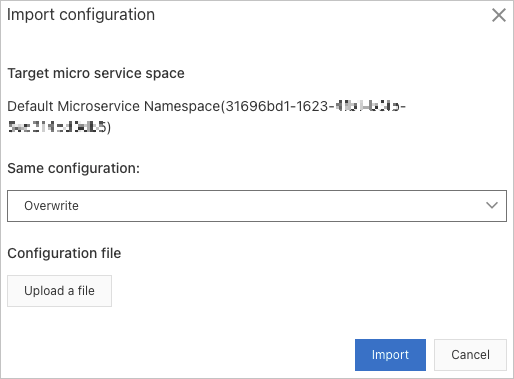 Import configuration
Target micro service space
Default Microservice Namespace(31696bd1-1623-
Same configuration:
Overwrite
Configuration file
Upload a file
Import Cancel